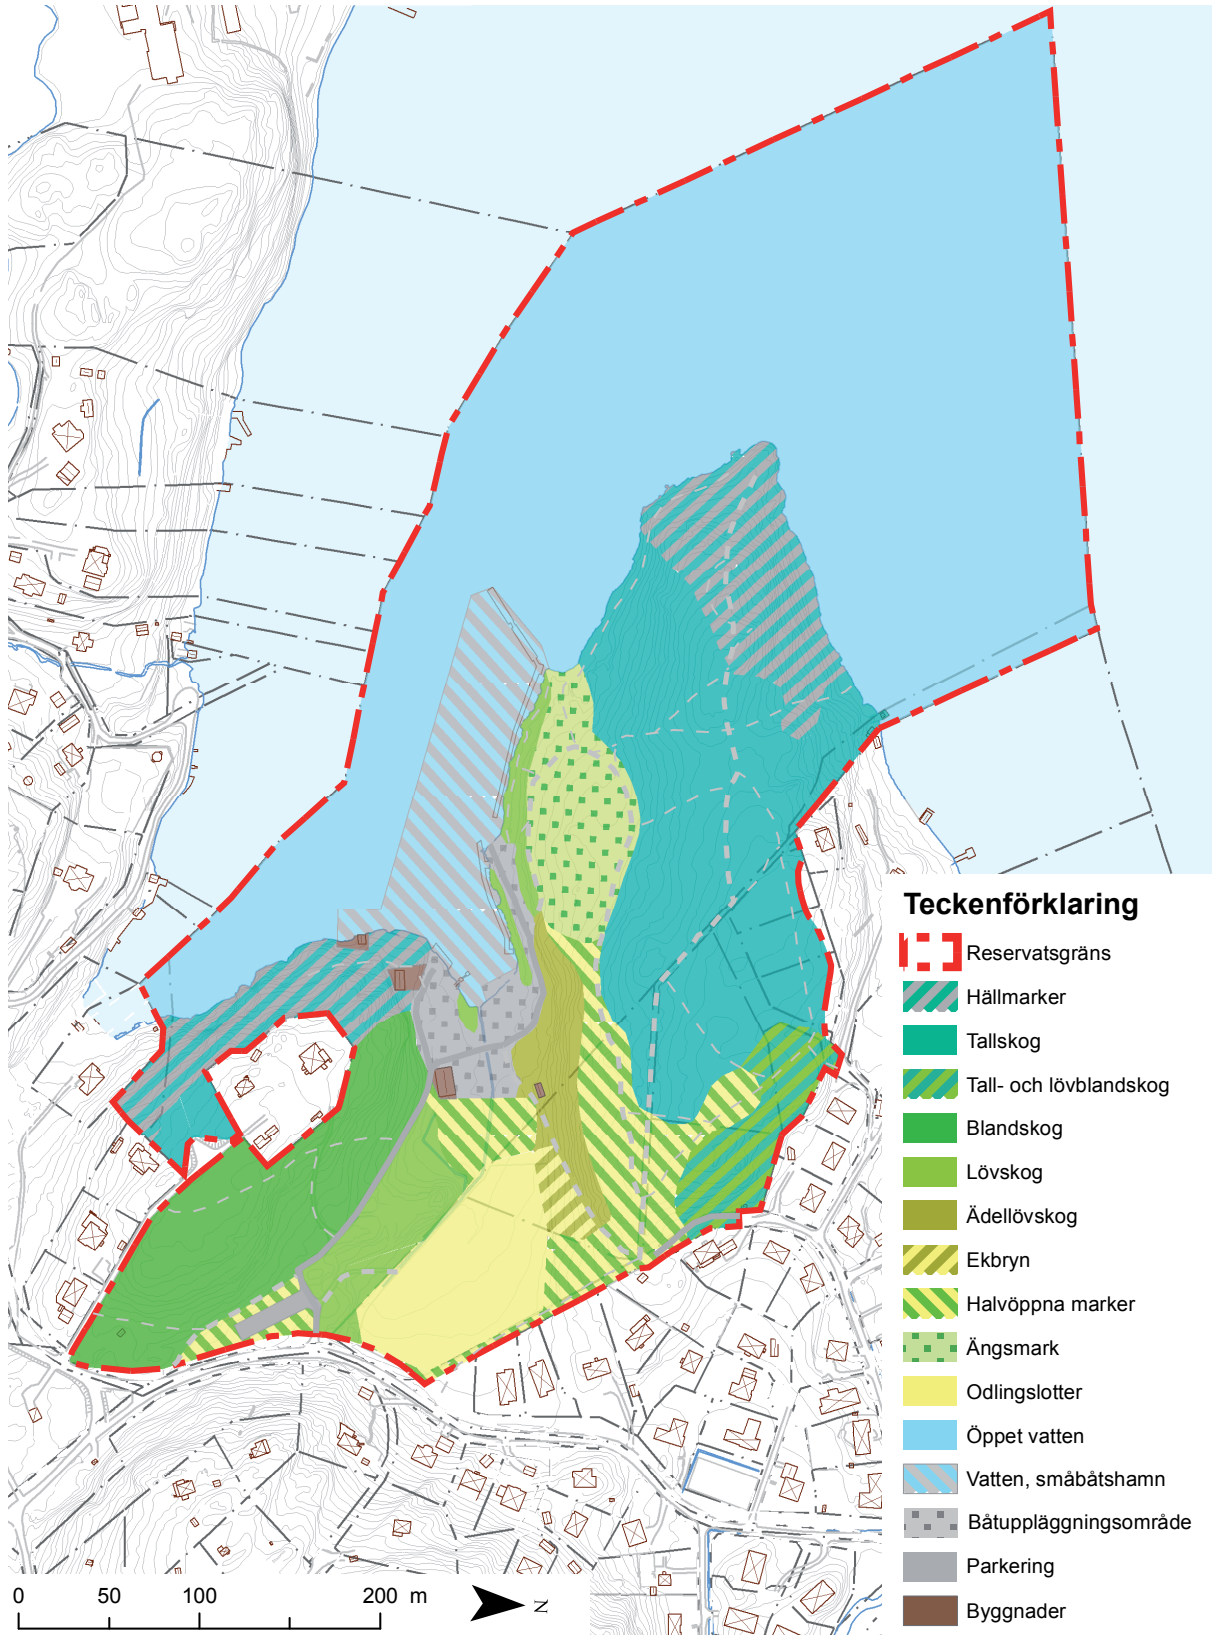 Teckenförklaring
Reservatsgräns
Hällmarker
Tallskog
Tall- och lövblandskog
Blandskog
Lövskog
Ädellövskog
Ekbryn
Halvöppna marker
Ängsmark
Odlingslotter
Öppet vatten
Vatten, småbåtshamn
Båtuppläggningsområde
Parkering
Byggnader
0 50 100 200 m
N